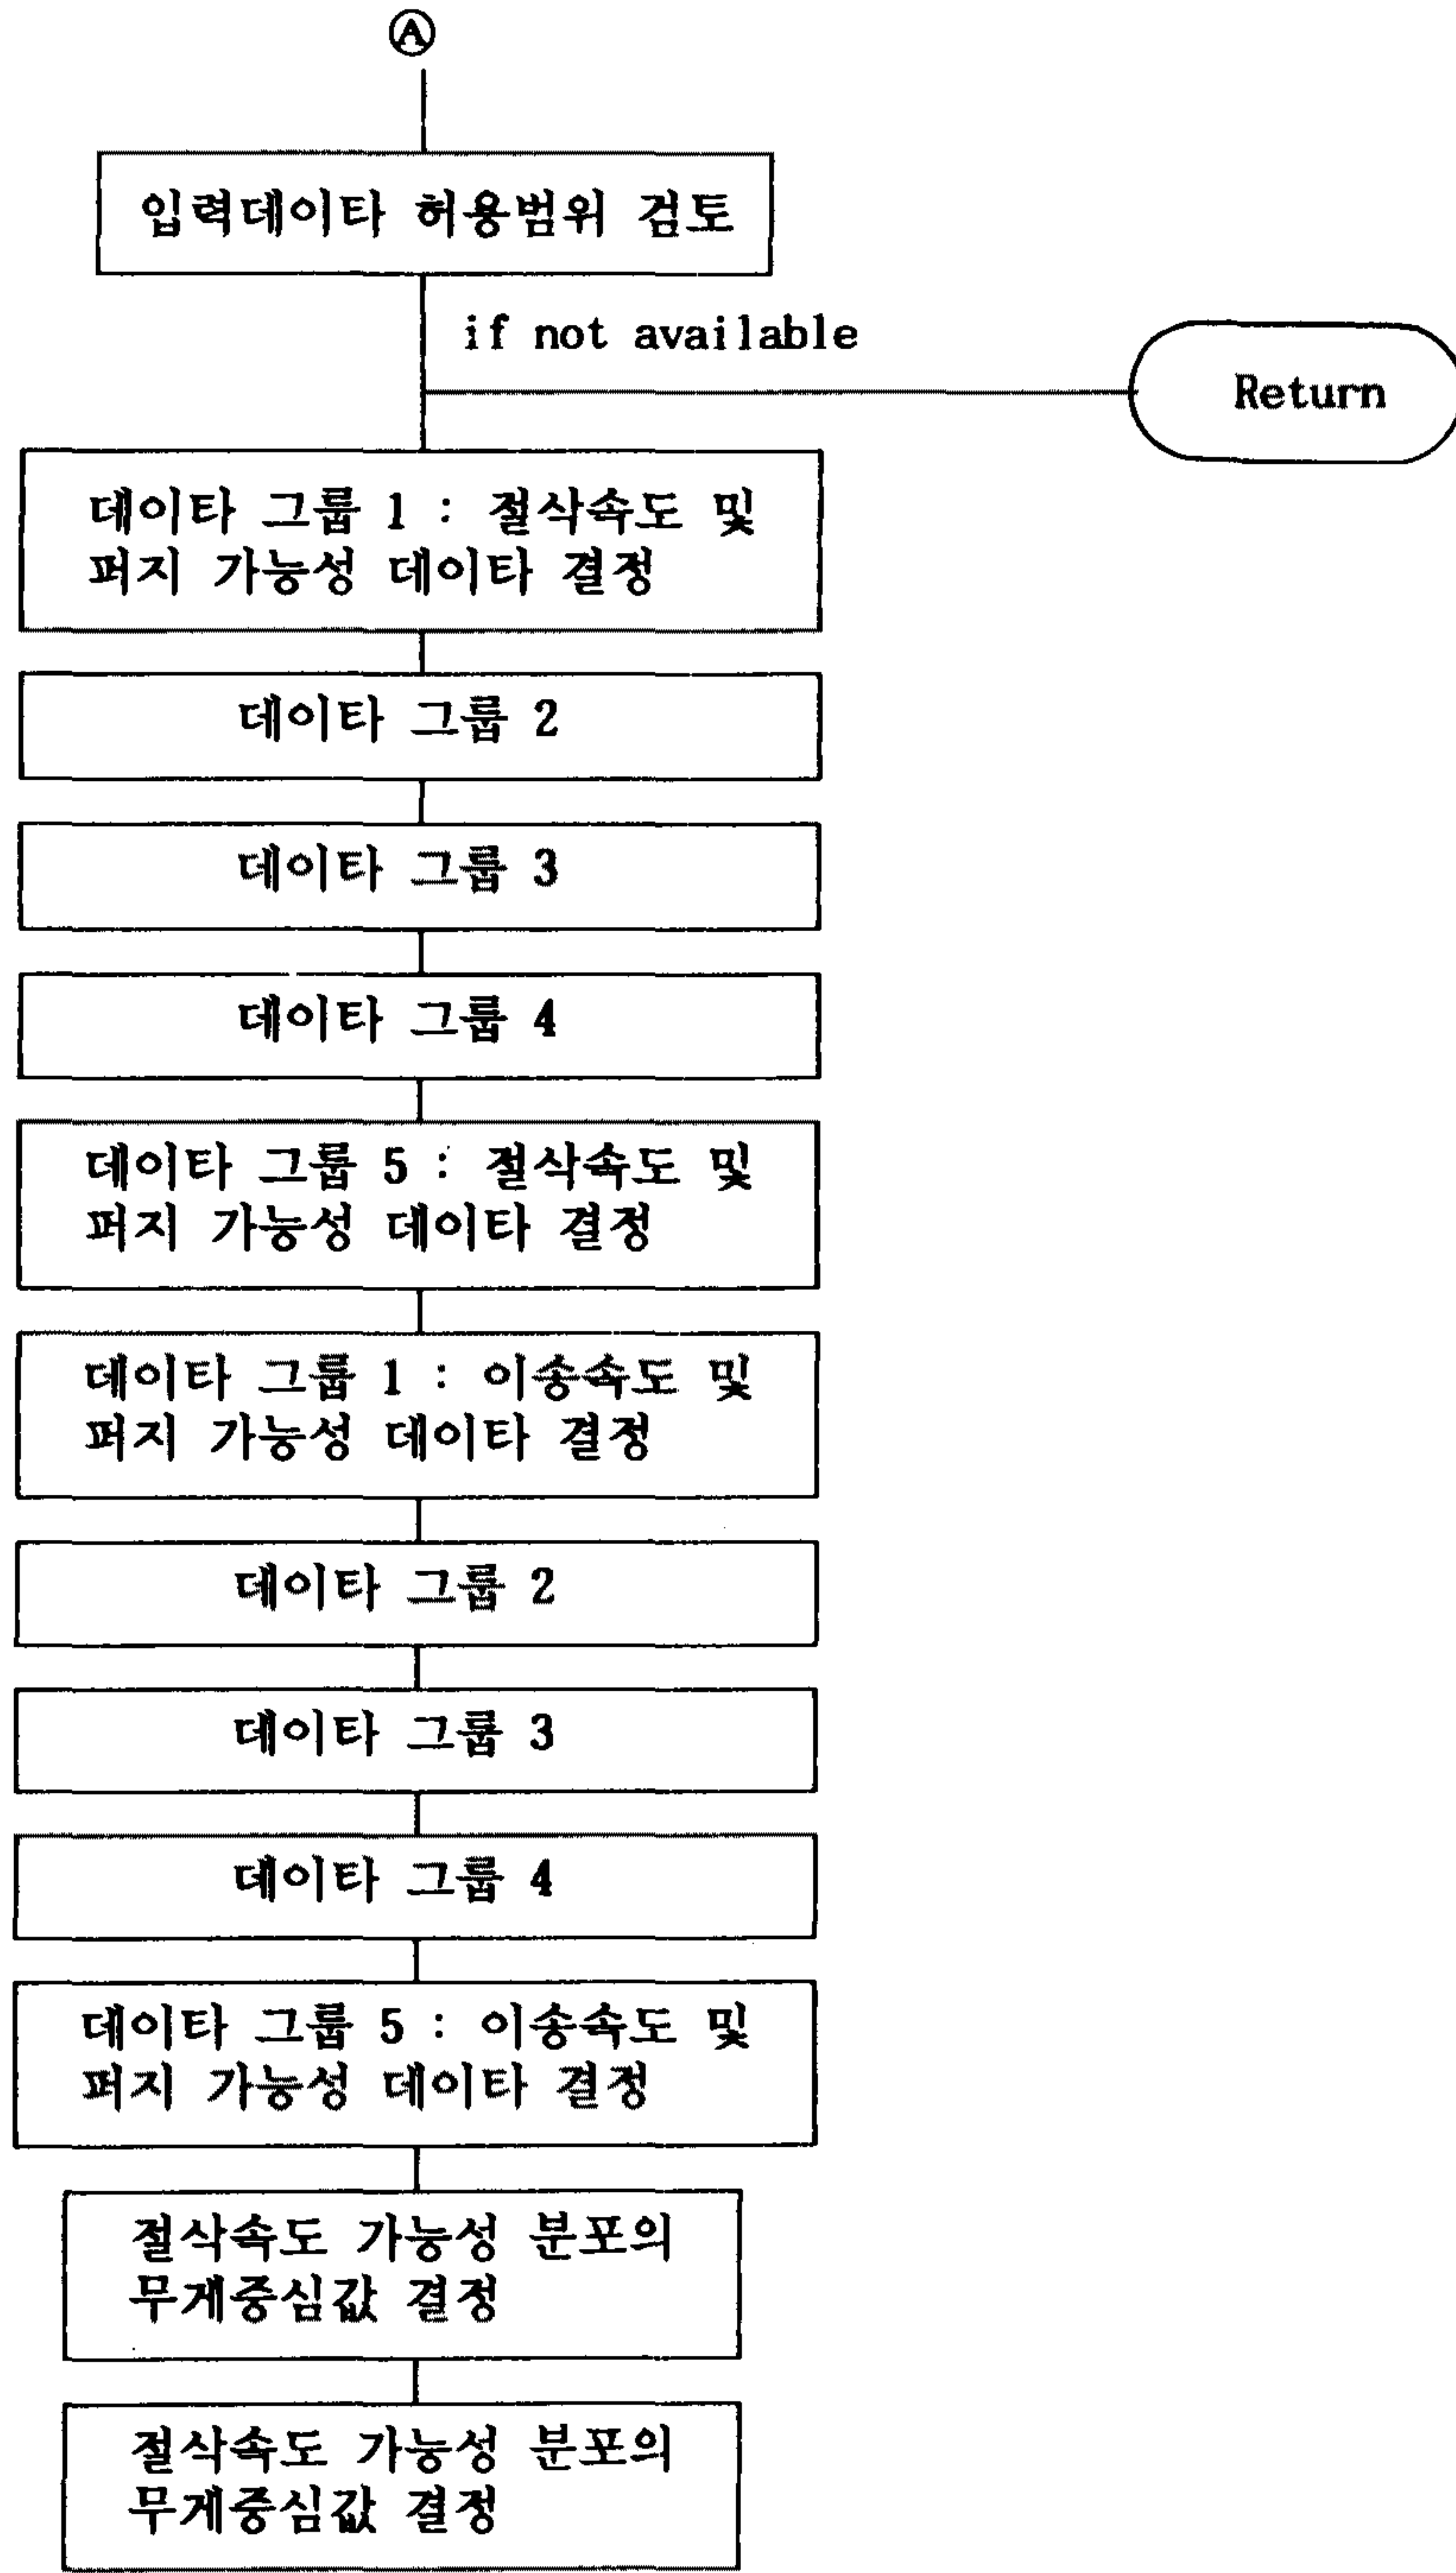 Ⓐ
입력데이타 허용범위 검토
if not available
Return
데이타 그룹 1 : 절삭속도 및
퍼지 가능성 데이타 결정
데이타 그룹 2
데이타 그룹 3
데이타 그룹 4
데이타 그룹 5 : 절삭속도 및
퍼지 가능성 데이타 결정
데이타 그룹 1 : 이송속도 및
퍼지 가능성 데이타 결정
데이타 그룹 2
데이타 그룹 3
데이타 그룹 4
데이타 그룹 5 : 이송속도 및
퍼지 가능성 데이타 결정
절삭속도 가능성 분포의
무게중심값 결정
절삭속도 가능성 분포의
무게중심값 결정